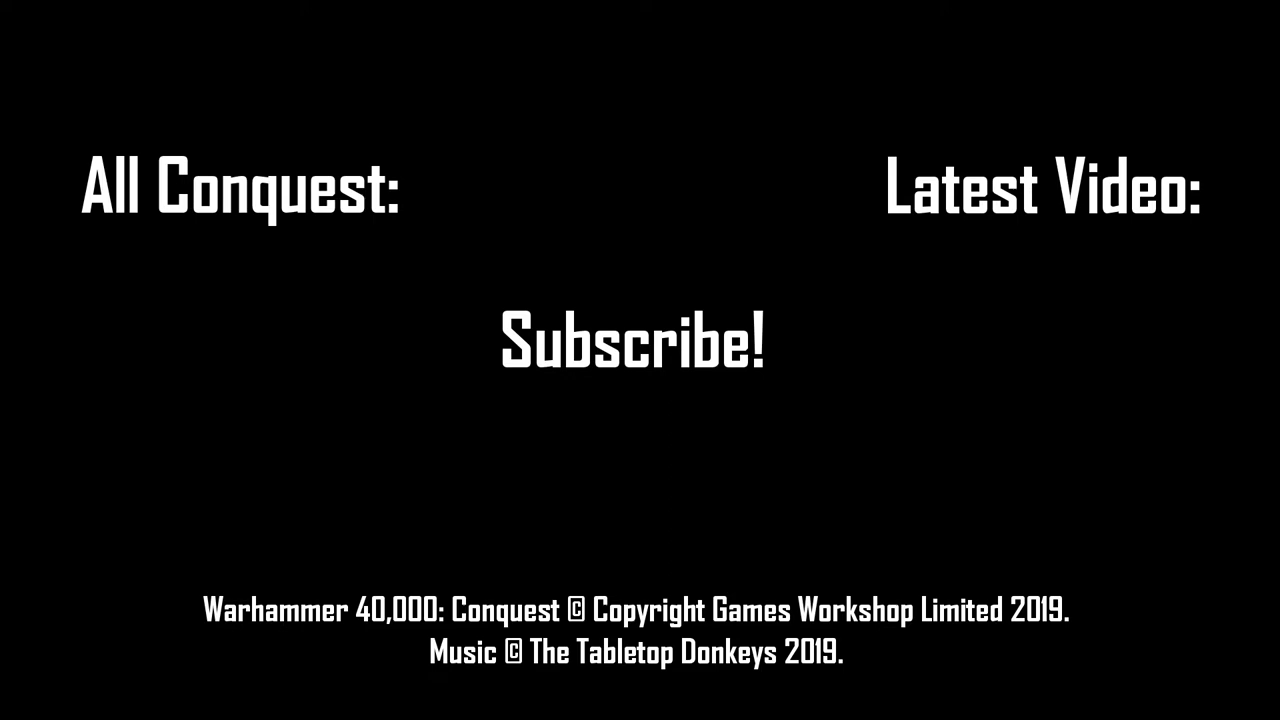 All Conquest:
Latest Video:
Subscribe!
Warhammer 40,000: Conquest © Copyright Games Workshop Limited 2019.
Music © The Tabletop Donkeys 2019.